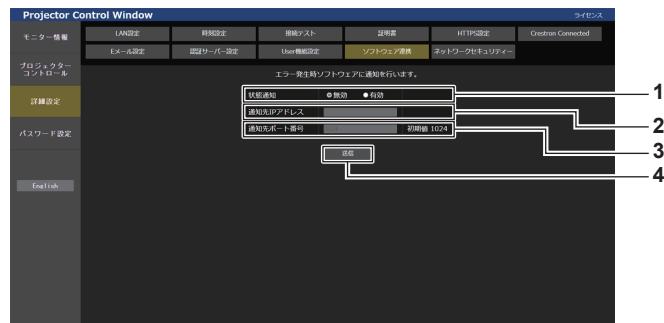 Projector Control Window
ライセンス
モニター情報
LAN設定 時刻設定 接続テスト 証明書 HTTPS設定 Crestron Connected
Eメール設定 認証サーバー設定 User機能設定 ソフトウェア連携 ネットワークセキュリティー
プロジェクター
コントロール
エラー発生時ソフトウェアに通知を行います。
詳細設定
状態通知 無効 有効 1
通知先IPアドレス 2
パスワード設定
通知先ポート番号 初期値 1024 3
送信 4
English